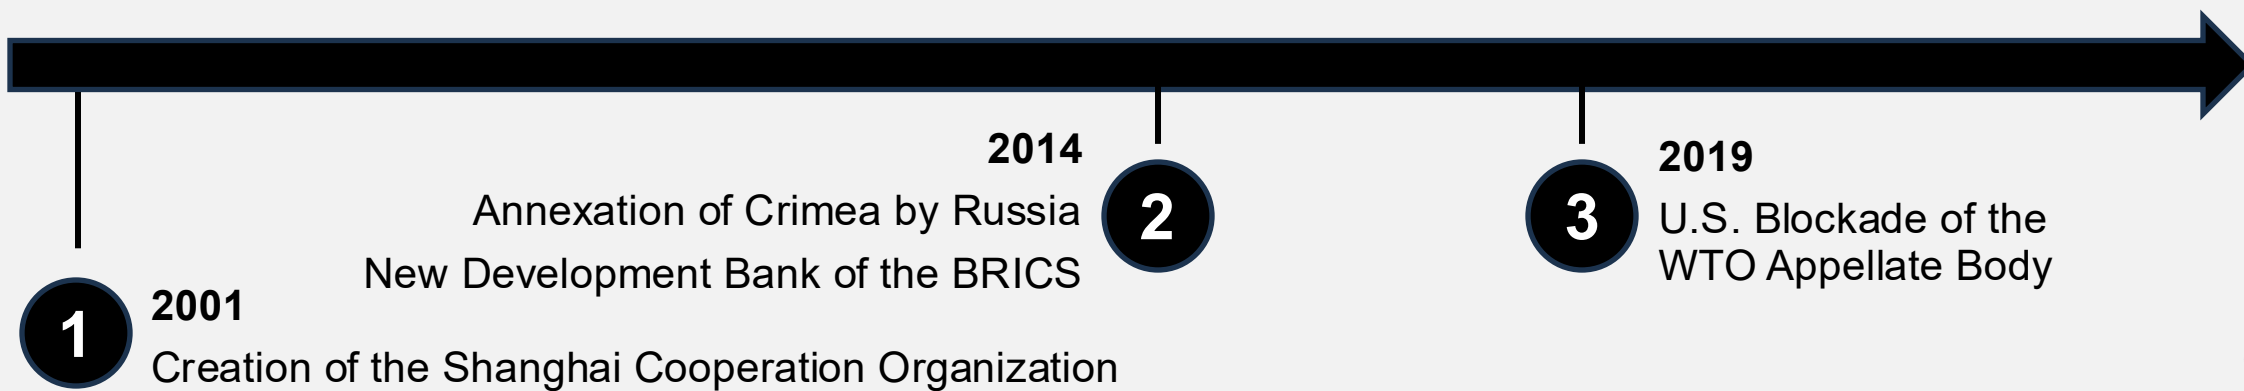 1
2001
Creation of the Shanghai Cooperation Organization
2014
Annexation of Crimea by Russia
New Development Bank of the BRICS
2
3
2019
U.S. Blockade of the
WTO Appellate Body